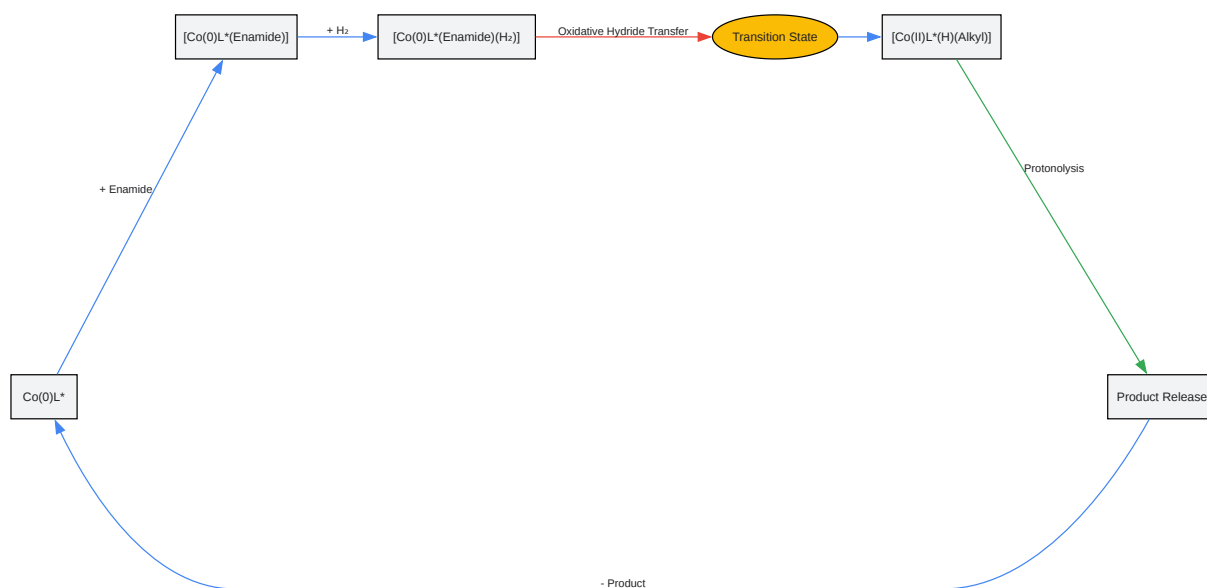 [Co(0)L*(Enamide)]
+ H₂
[Co(0)L*(Enamide)(H₂)]
Oxidative Hydride Transfer
Transition State
[Co(II)L*(H)(Alkyl)]
Protonolysis
+ Enamide
Co(0)L*
Product Release
- Product